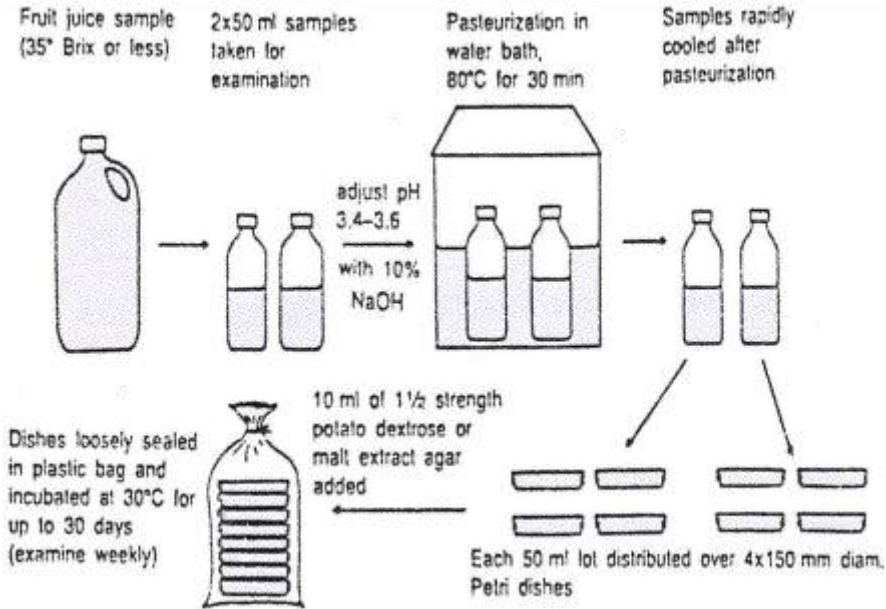 Fruit juice sample
(35° Brix or less)
2x50 ml samples
taken for
examination
Pasteurization in
water bath,
80°C for 30 min
Samples rapidly
cooled after
pasteurization
adjust pH
3.4–3.6
with 10%
NaOH
Dishes loosely sealed
in plastic bag and
incubated at 30°C for
up to 30 days
(examine weekly)
10 ml of 1½ strength
potato dextrose or
malt extract agar
added
Each 50 ml lot distributed over 4x150 mm diam.
Petri dishes